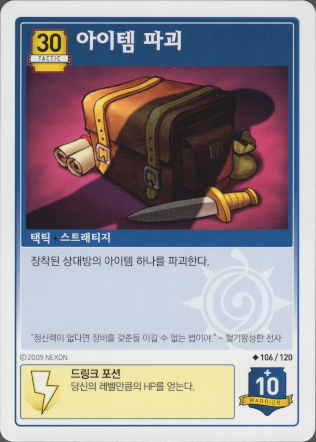 30
TACTIC
아이템 파괴
택틱 · 스트래티지
장착된 상대방의 아이템 하나를 파괴한다.
"정신력이 없다면 장비를 갖춘들 이길 수 없는 법이야." - 혈기왕성한 전사
©2009 NEXON
◆106 / 120
드링크 포션
당신의 레벨만큼의 HP를 얻는다.
+
10
WARRIOR